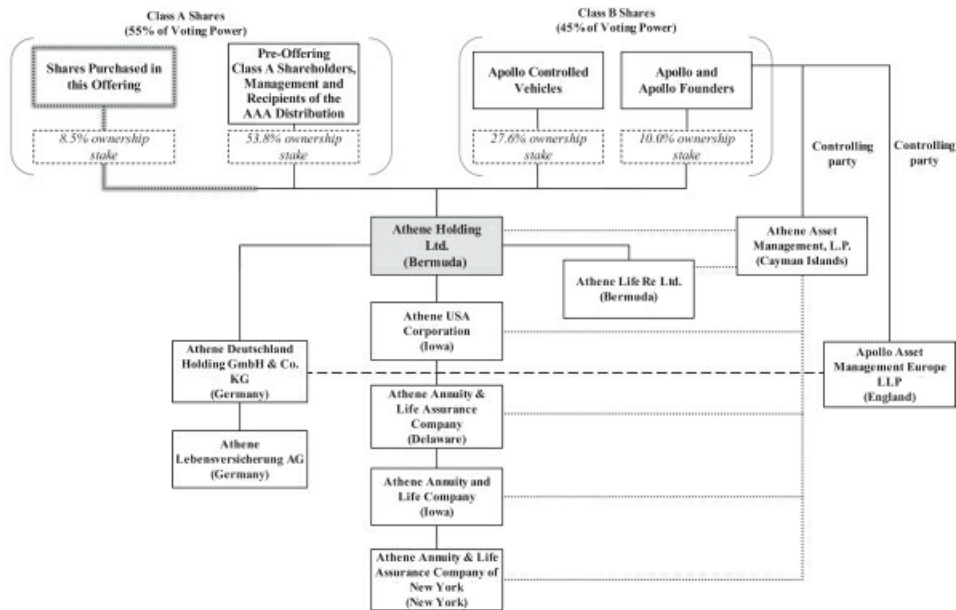 Class A Shares
(55% of Voting Power)
Class B Shares
(45% of Voting Power)
Shares Purchased in
this Offering
Pre-Offering
Class A Shareholders,
Management and
Recipients of the
AAA Distribution
Apollo Controlled
Vehicles
Apollo and
Apollo Founders
8.5% ownership
stake
53.8% ownership
stake
27.6% ownership
stake
10.0% ownership
stake
Controlling
party
Controlling
party
Athene Holding
Ltd.
(Bermuda)
Athene Asset
Management, L.P.
(Cayman Islands)
Athene Life Re Ltd.
(Bermuda)
Athene USA
Corporation
(Iowa)
Athene Deutschland
Holding GmbH & Co.
KG
(Germany)
Apollo Asset
Management Europe
LLP
(England)
Athene Annuity &
Life Assurance
Company
(Delaware)
Athene
Lebensversicherung AG
(Germany)
Athene Annuity and
Life Company
(Iowa)
Athene Annuity & Life
Assurance Company of
New York
(New York)